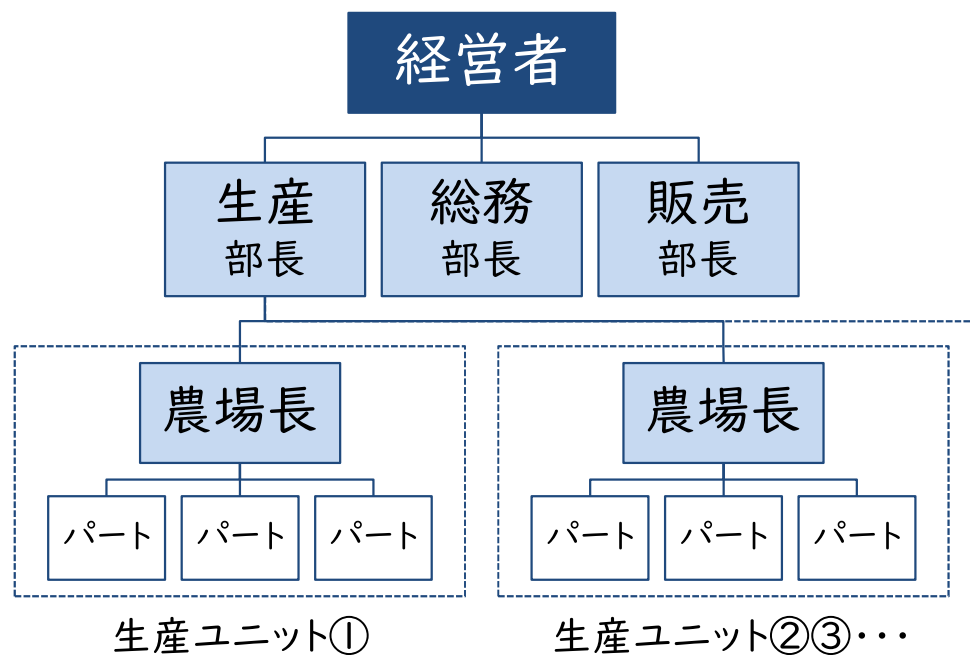 経営者
生産
部長
総務
部長
販売
部長
農場長
農場長
パート
パート
パート
パート
パート
パート
生産ユニット①
生産ユニット②③・・・